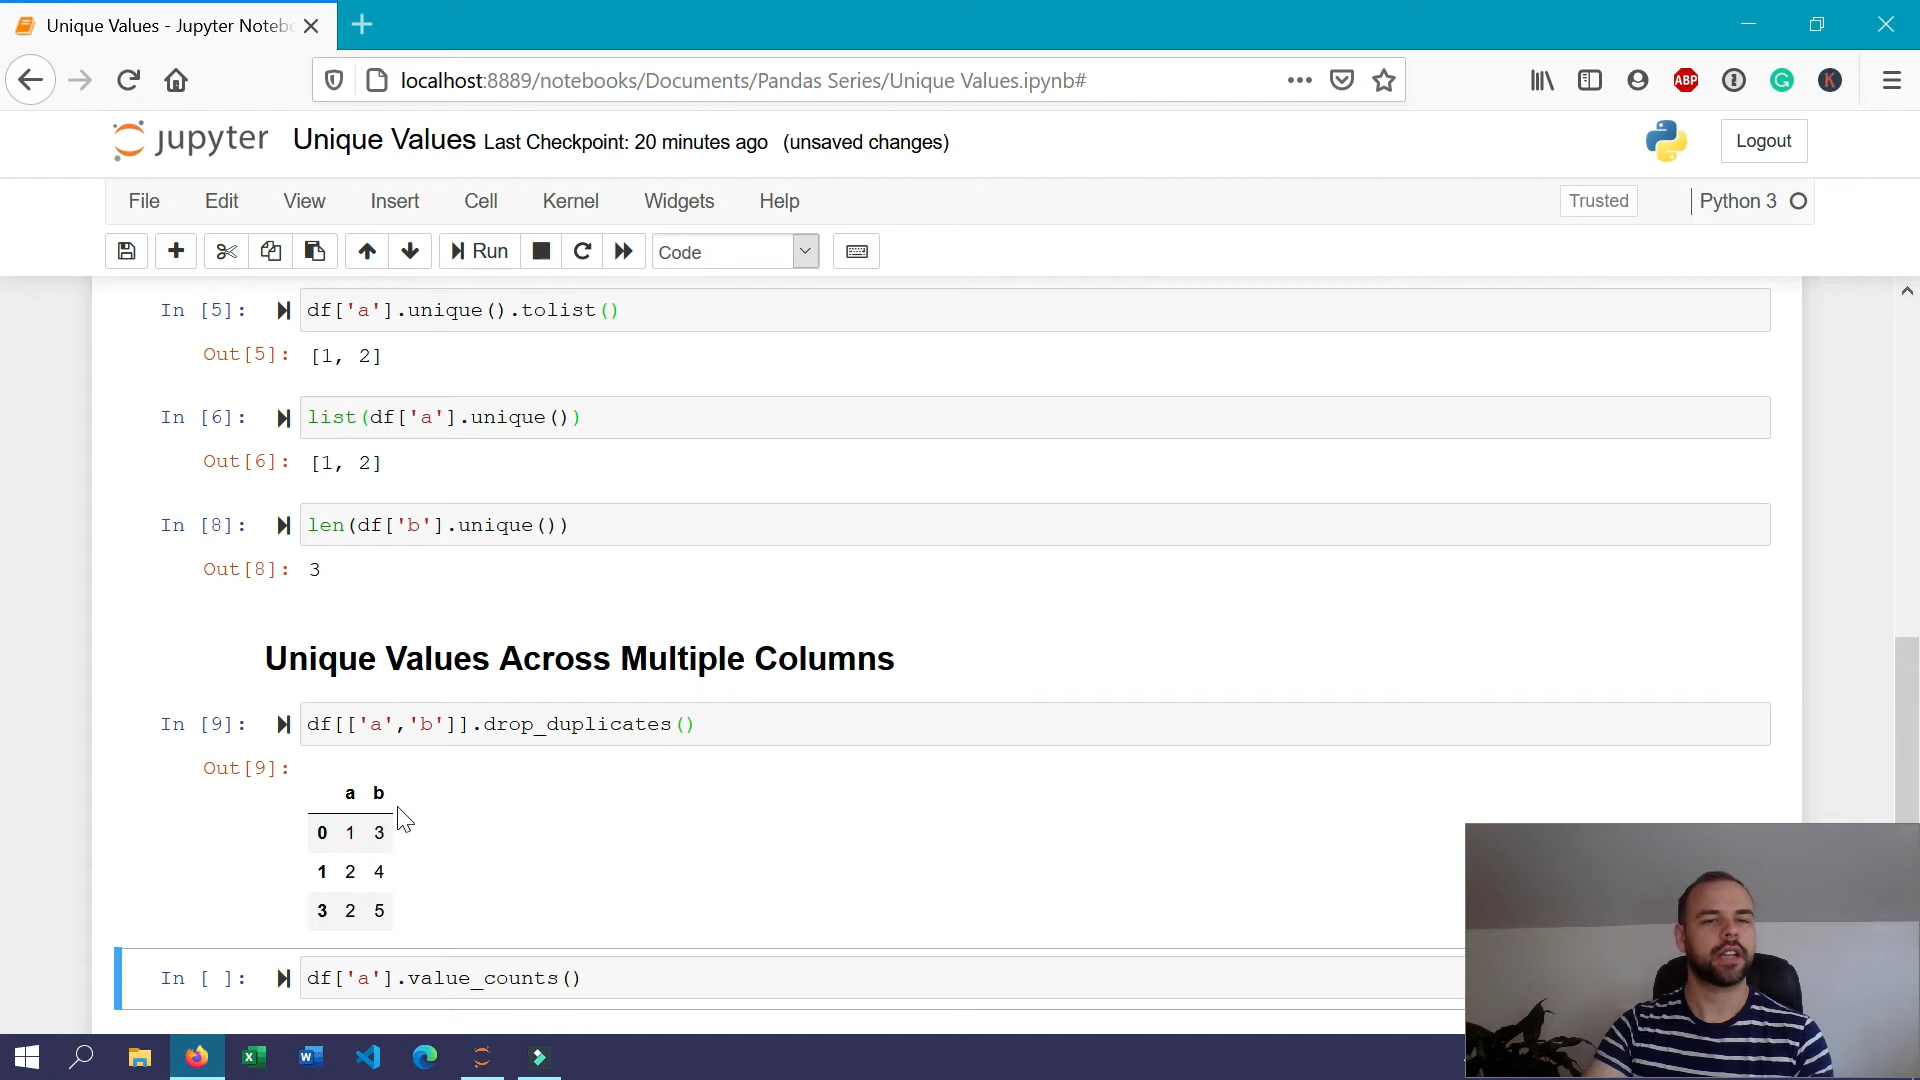 Unique Values - Jupyter Noteb
localhost:8889/notebooks/Documents/Pandas Series/Unique Values.ipynb#
ABP
K
jupyter Unique Values Last Checkpoint: 20 minutes ago (unsaved changes)
Logout
File Edit View Insert Cell Kernel Widgets Help
Trusted
Python 3
Run
Code
In [5]: df['a'].unique().tolist()
Out[5]: [1, 2]
In [6]: list(df['a'].unique())
Out[6]: [1, 2]
In [8]: len(df['b'].unique())
Out[8]: 3
Unique Values Across Multiple Columns
In [9]: df[['a','b']].drop_duplicates()
Out[9]:
a b
0 1 3
1 2 4
3 2 5
In [ ]: df['a'].value_counts()